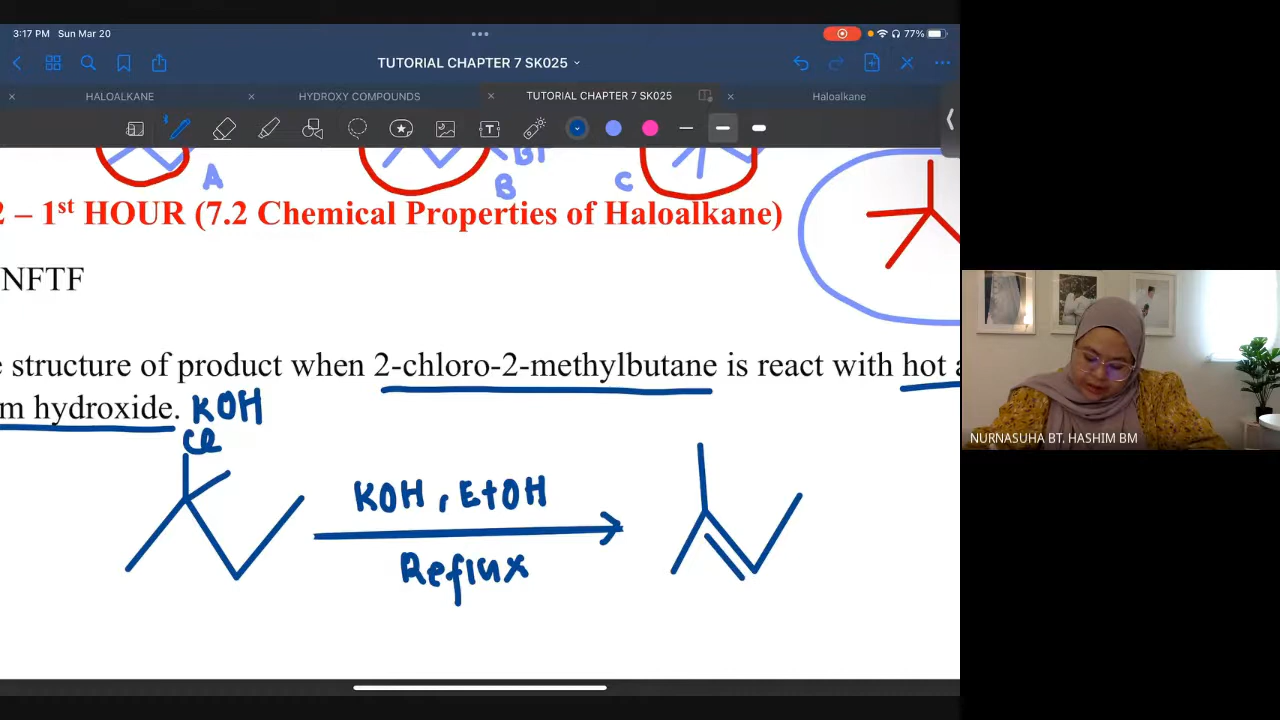 3:17 PM Sun Mar 20
77%
TUTORIAL CHAPTER 7 SK025
HALOALKANE
HYDROXY COMPOUNDS
TUTORIAL CHAPTER 7 SK025
Haloalkane
A
B
Br
C
2 – 1st HOUR (7.2 Chemical Properties of Haloalkane)
NFTF
e structure of product when 2-chloro-2-methylbutane is react with hot a
m hydroxide. KOH
Cl
KOH, EtOH
Reflux
NURNASUHA BT. HASHIM BM